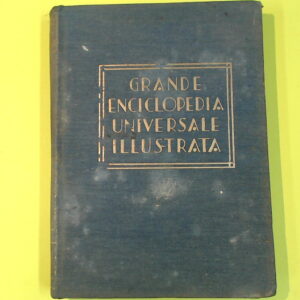 GRANDE
ENCICLOPEDIA
UNIVERSALE
ILLUSTRATA